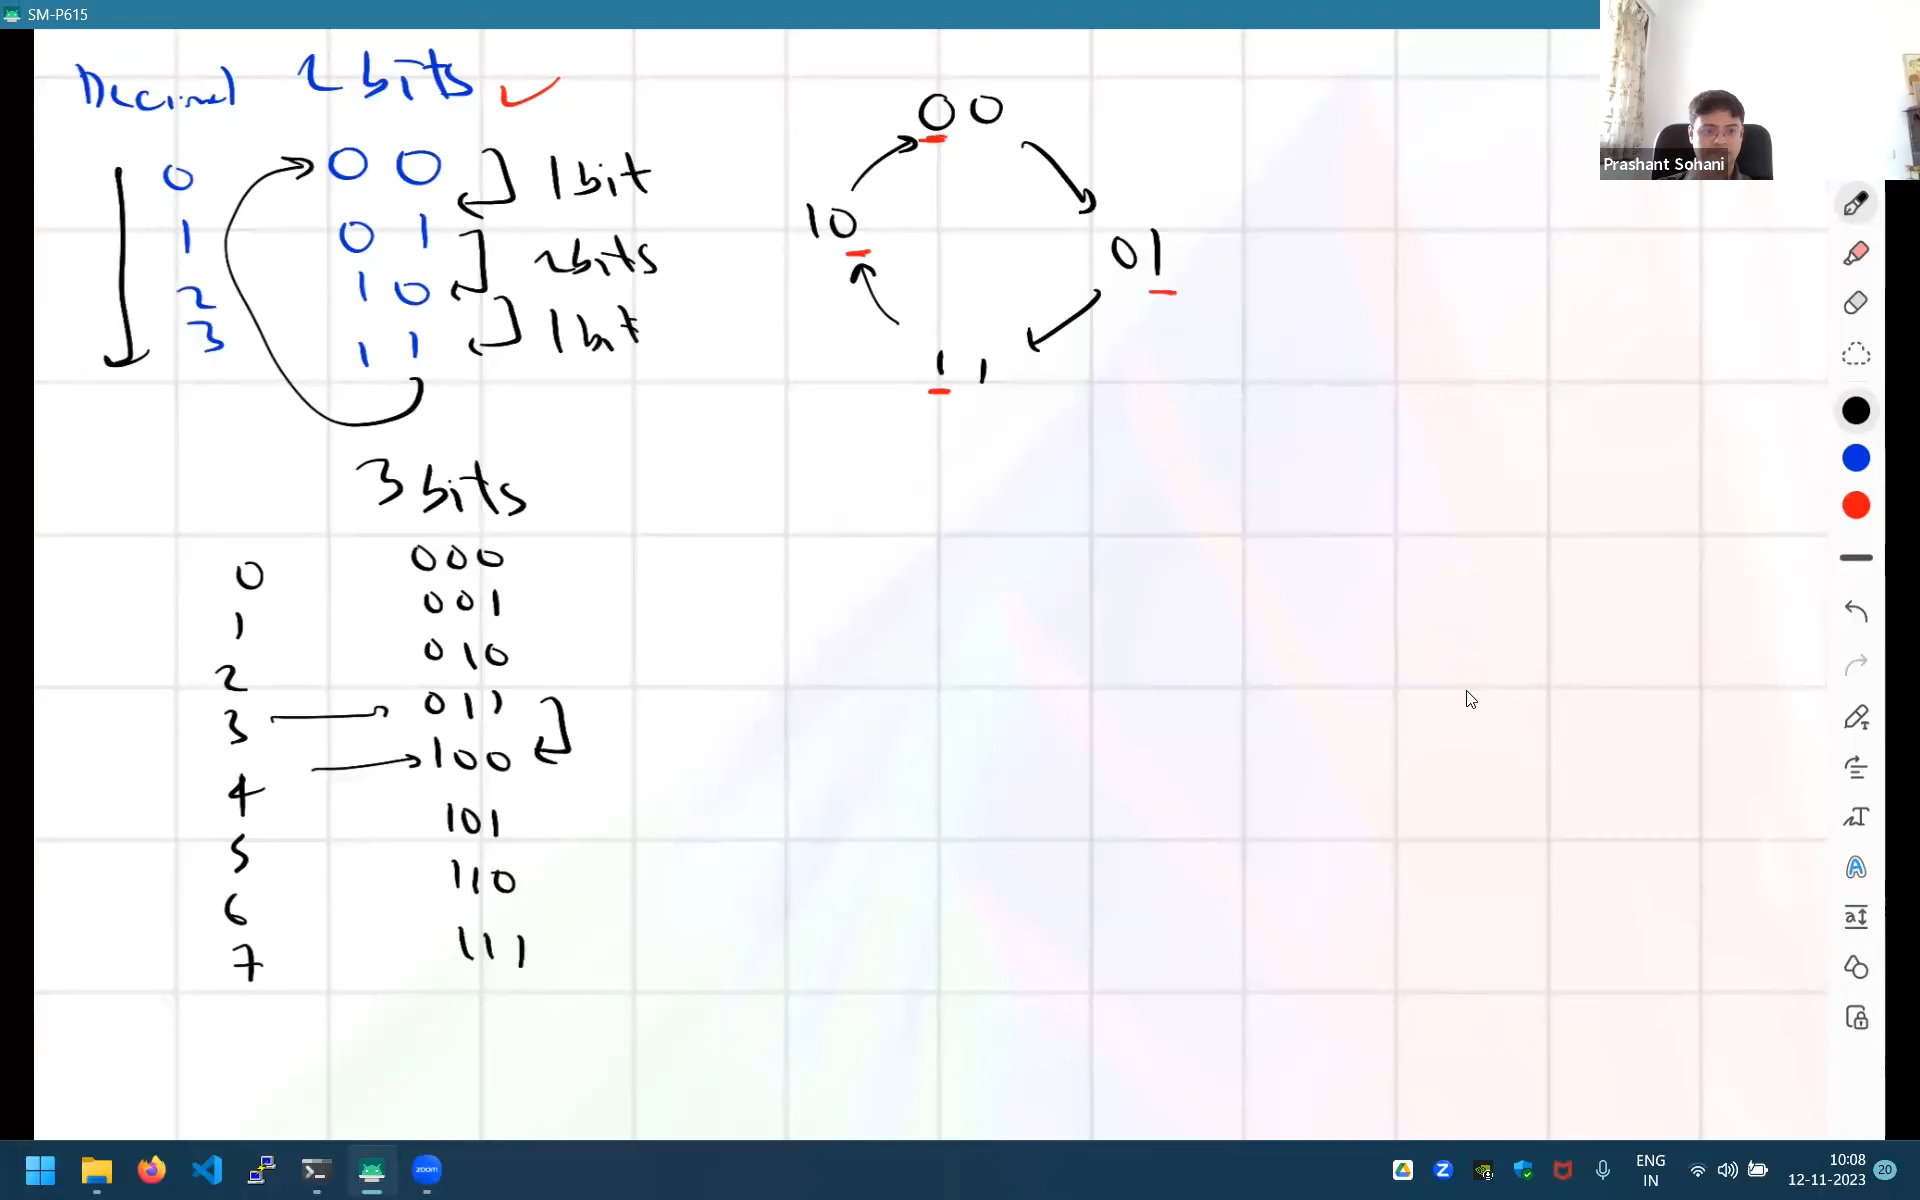 SM-P615
Prashant Sohani
Decimal 2 bits
0 00 1 bit
1 01 2 bits
2 10 1 bit
3 11
00
10
01
11
3 bits
0 000
1 001
2 010
3 011
4 100
5 101
6 110
7 111
zoom
ENG
IN
10:08
12-11-2023
20